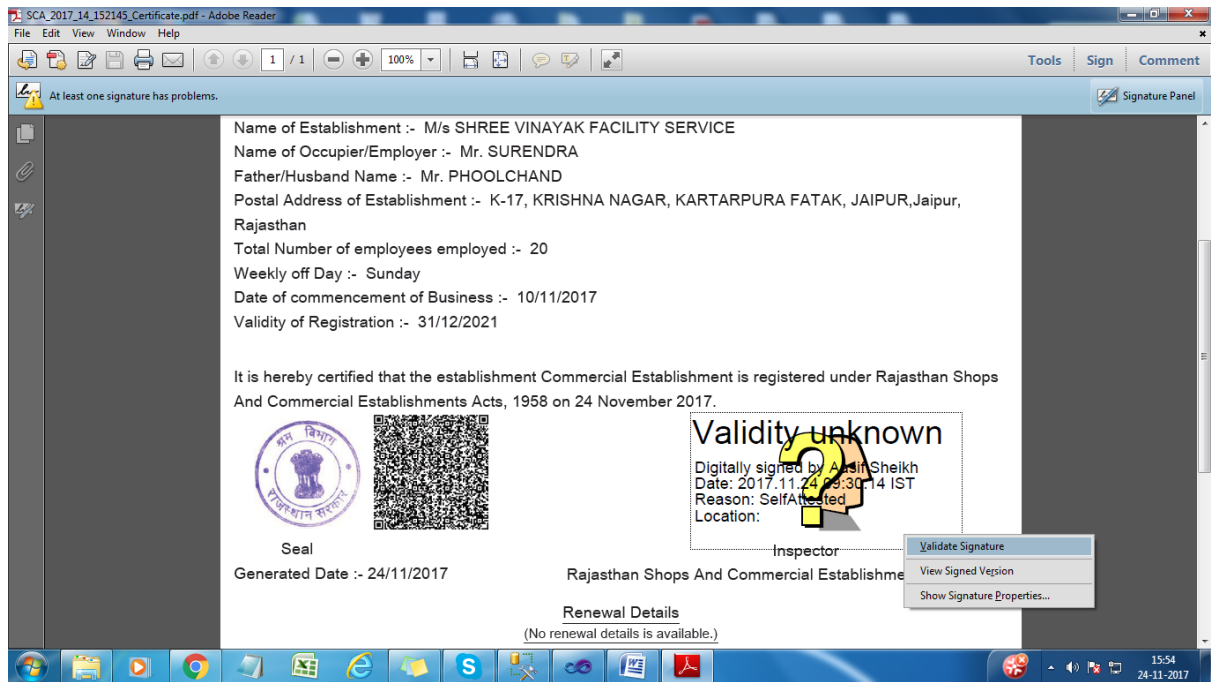 SCA_2017_14_152145_Certificate.pdf - Adobe Reader
File Edit View Window Help
1 / 1 100% Tools Sign Comment
At least one signature has problems. Signature Panel
Name of Establishment :- M/s SHREE VINAYAK FACILITY SERVICE
Name of Occupier/Employer :- Mr. SURENDRA
Father/Husband Name :- Mr. PHOOLCHAND
Postal Address of Establishment :- K-17, KRISHNA NAGAR, KARTARPURA FATAK, JAIPUR,Jaipur,
Rajasthan
Total Number of employees employed :- 20
Weekly off Day :- Sunday
Date of commencement of Business :- 10/11/2017
Validity of Registration :- 31/12/2021
It is hereby certified that the establishment Commercial Establishment is registered under Rajasthan Shops
And Commercial Establishments Acts, 1958 on 24 November 2017.
श्रम विभाग
राजस्थान सरकार
Validity unknown
Digitally signed by Aasif Sheikh
Date: 2017.11.24 09:30:14 IST
Reason: SelfAttested
Location:
Seal
Inspector
Generated Date :- 24/11/2017
Rajasthan Shops And Commercial Establishme
Validate Signature
View Signed Version
Show Signature Properties...
Renewal Details
(No renewal details is available.)
15:54
24-11-2017